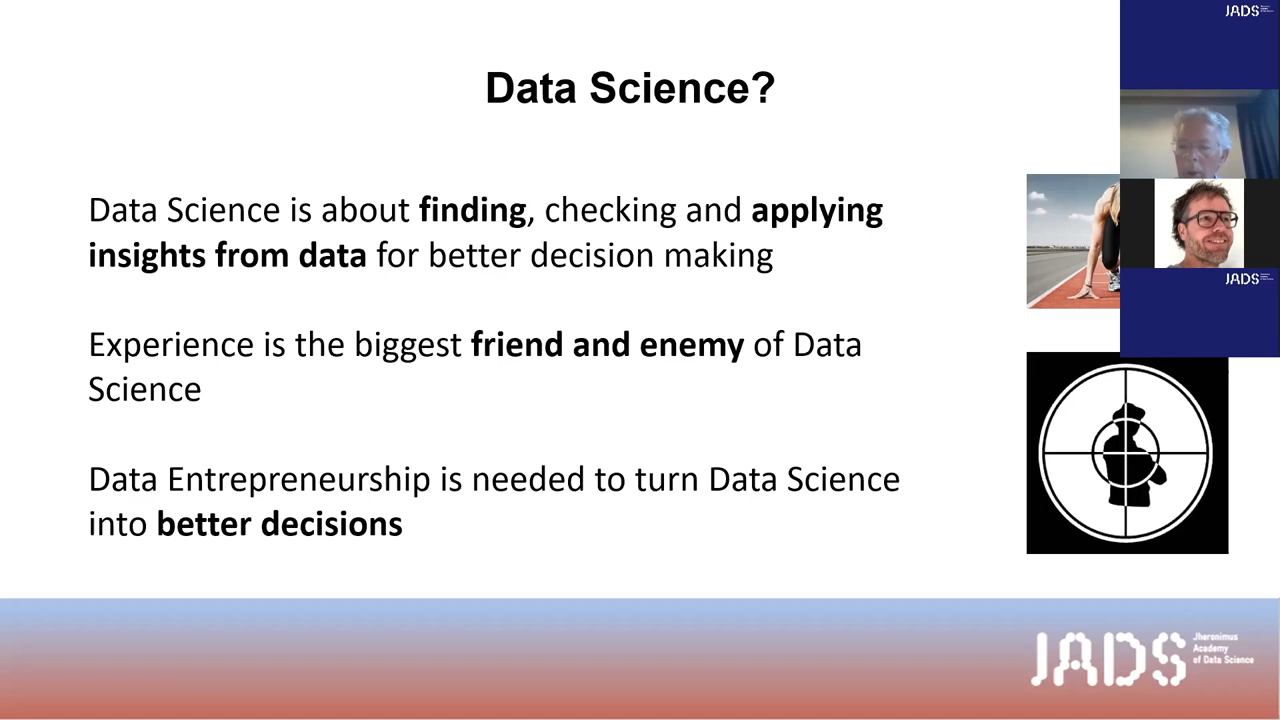 JADS
Data Science?
Data Science is about finding, checking and applying
insights from data for better decision making
JADS
Experience is the biggest friend and enemy of Data
Science
Data Entrepreneurship is needed to turn Data Science
into better decisions
JADS
Jheronimus
Academy
of Data Science